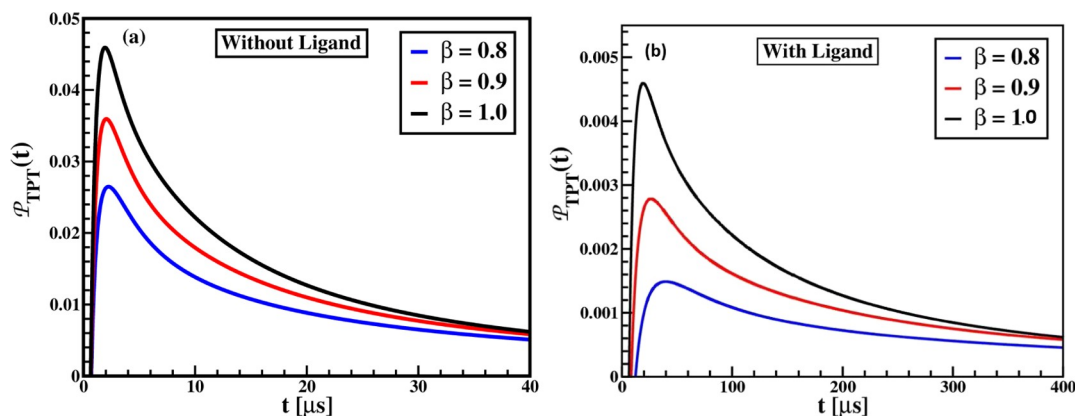 (a)
Without Ligand
β = 0.8
β = 0.9
β = 1.0
0.05
0.04
0.03
0.02
0.01
0
𝒫TPT(t)
0 10 20 30 40
t [μs]
(b)
With Ligand
β = 0.8
β = 0.9
β = 1.0
0.005
0.004
0.003
0.002
0.001
0
𝒫TPT(t)
0 100 200 300 400
t [μs]